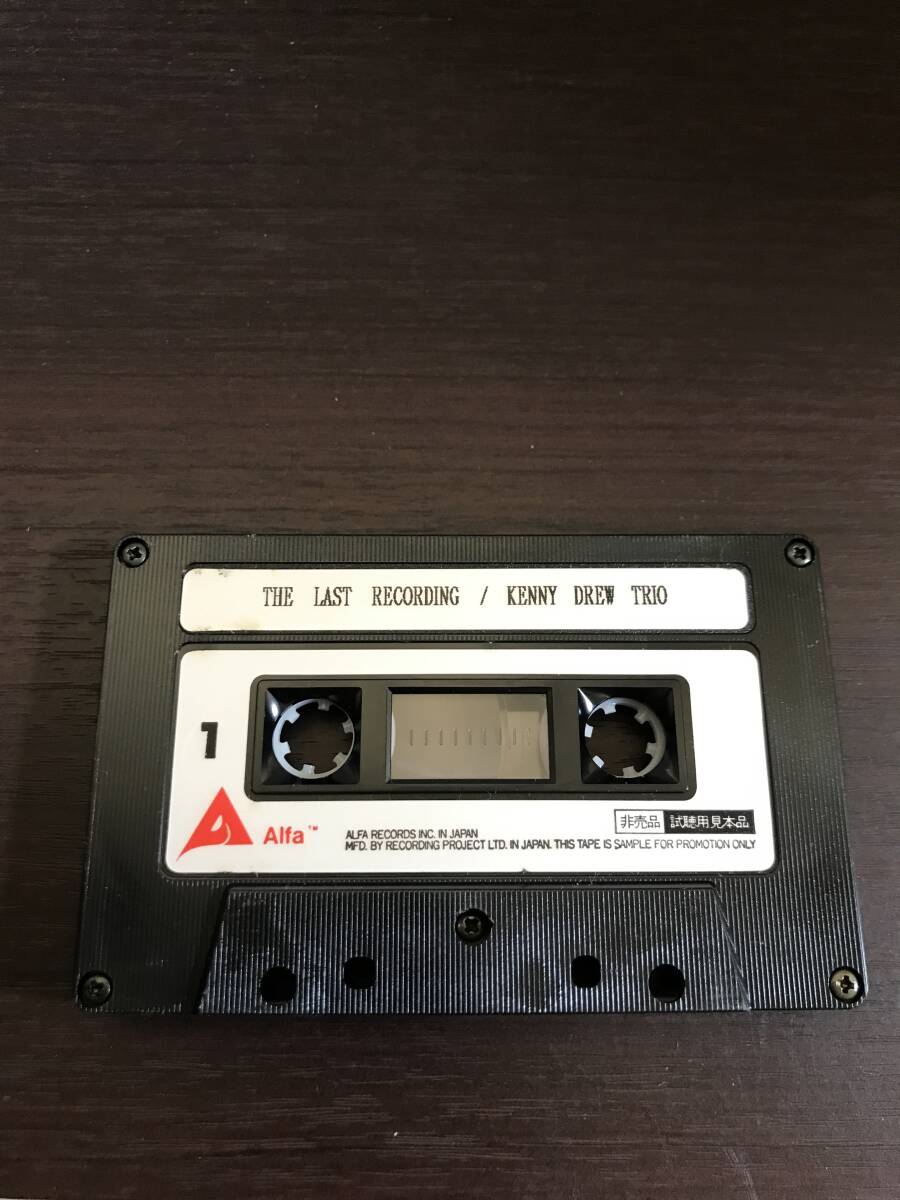 THE LAST RECORDING / KENNY DREW TRIO
1
Alfa™
非売品 試聴用見本品
ALFA RECORDS INC. IN JAPAN
MFD. BY RECORDING PROJECT LTD. IN JAPAN. THIS TAPE IS SAMPLE FOR PROMOTION ONLY